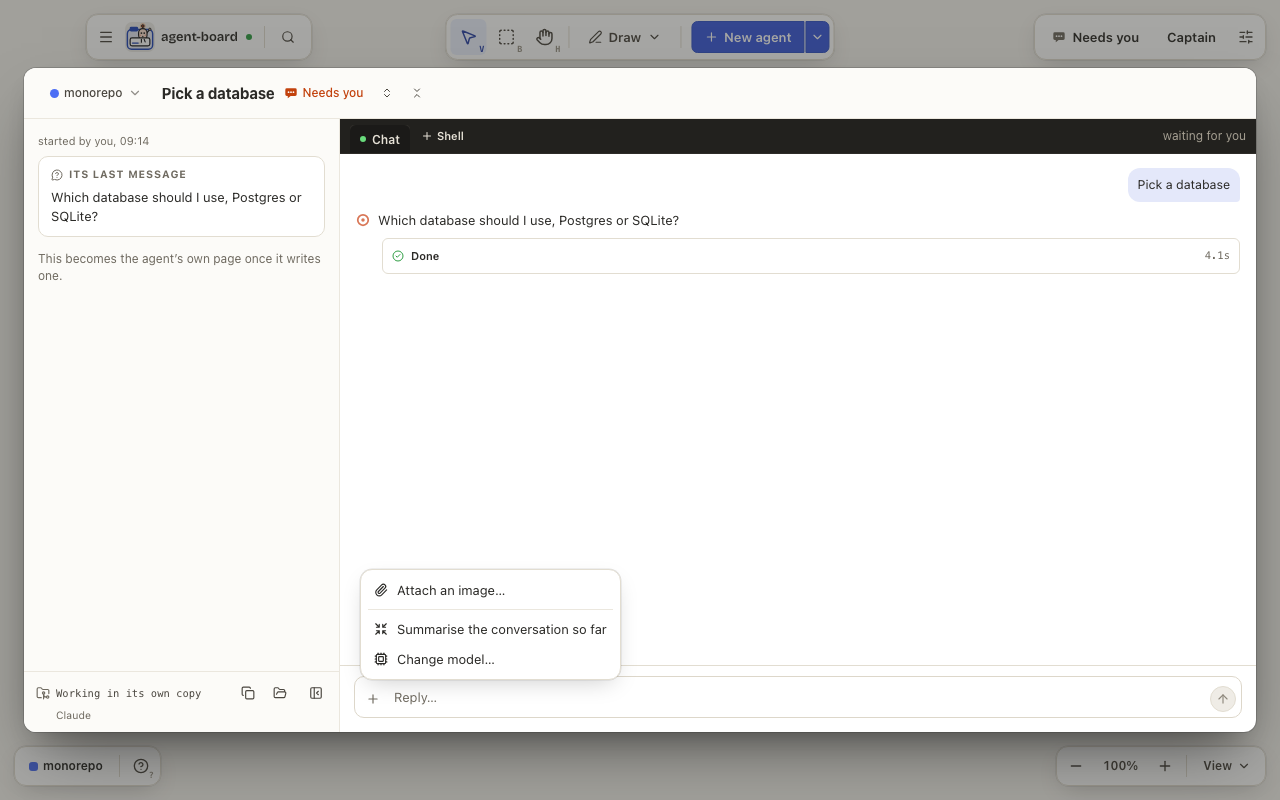 agent-board
V
B
H
Draw
New agent
Needs you
Captain
monorepo
Pick a database
Needs you
started by you, 09:14
ITS LAST MESSAGE
Which database should I use, Postgres or
SQLite?
This becomes the agent's own page once it writes
one.
Chat
Shell
waiting for you
Pick a database
Which database should I use, Postgres or SQLite?
Done
4.1s
Attach an image...
Summarise the conversation so far
Change model...
Reply...
Working in its own copy
Claude
monorepo
?
100%
View